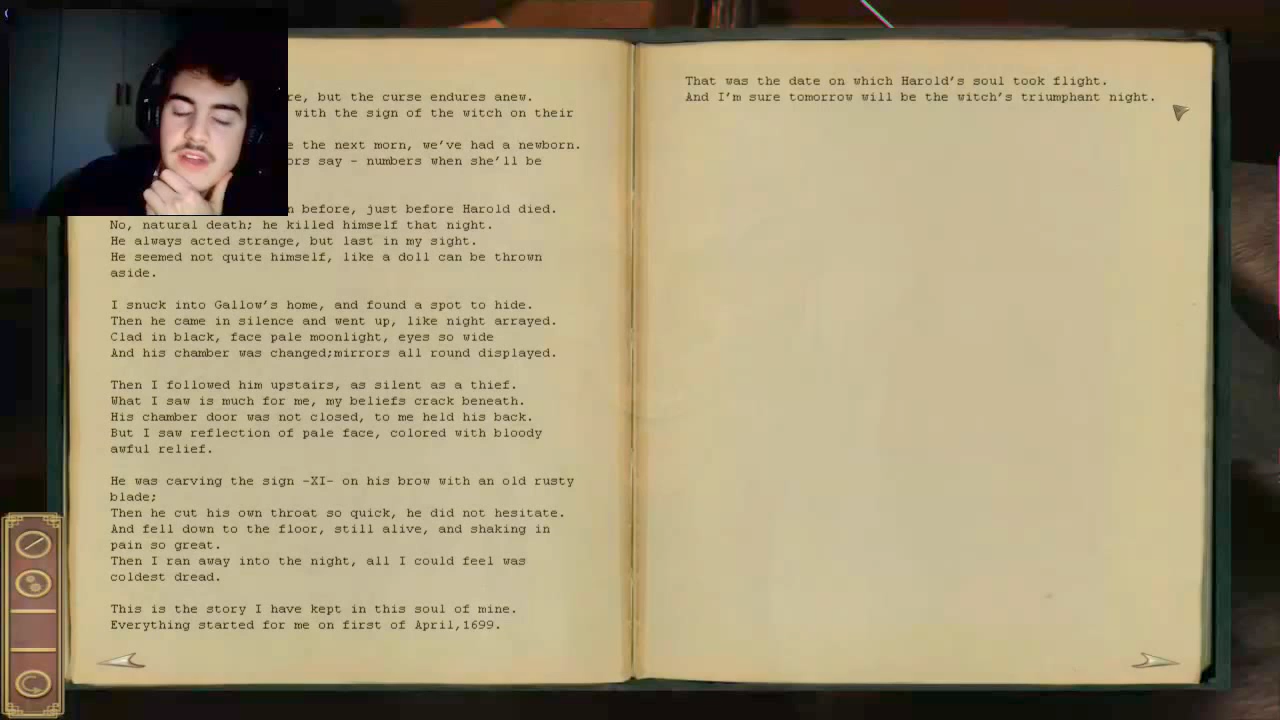 re, but the curse endures anew.
with the sign of the witch on their
e the next morn, we've had a newborn.
ors say - numbers when she'll be
n before, just before Harold died.
No, natural death; he killed himself that night.
He always acted strange, but last in my sight.
He seemed not quite himself, like a doll can be thrown
aside.
I snuck into Gallow's home, and found a spot to hide.
Then he came in silence and went up, like night arrayed.
Clad in black, face pale moonlight, eyes so wide
And his chamber was changed;mirrors all round displayed.
Then I followed him upstairs, as silent as a thief.
What I saw is much for me, my beliefs crack beneath.
His chamber door was not closed, to me held his back.
But I saw reflection of pale face, colored with bloody
awful relief.
He was carving the sign -XI- on his brow with an old rusty
blade;
Then he cut his own throat so quick, he did not hesitate.
And fell down to the floor, still alive, and shaking in
pain so great.
Then I ran away into the night, all I could feel was
coldest dread.
This is the story I have kept in this soul of mine.
Everything started for me on first of April,1699.
That was the date on which Harold's soul took flight.
And I'm sure tomorrow will be the witch's triumphant night.